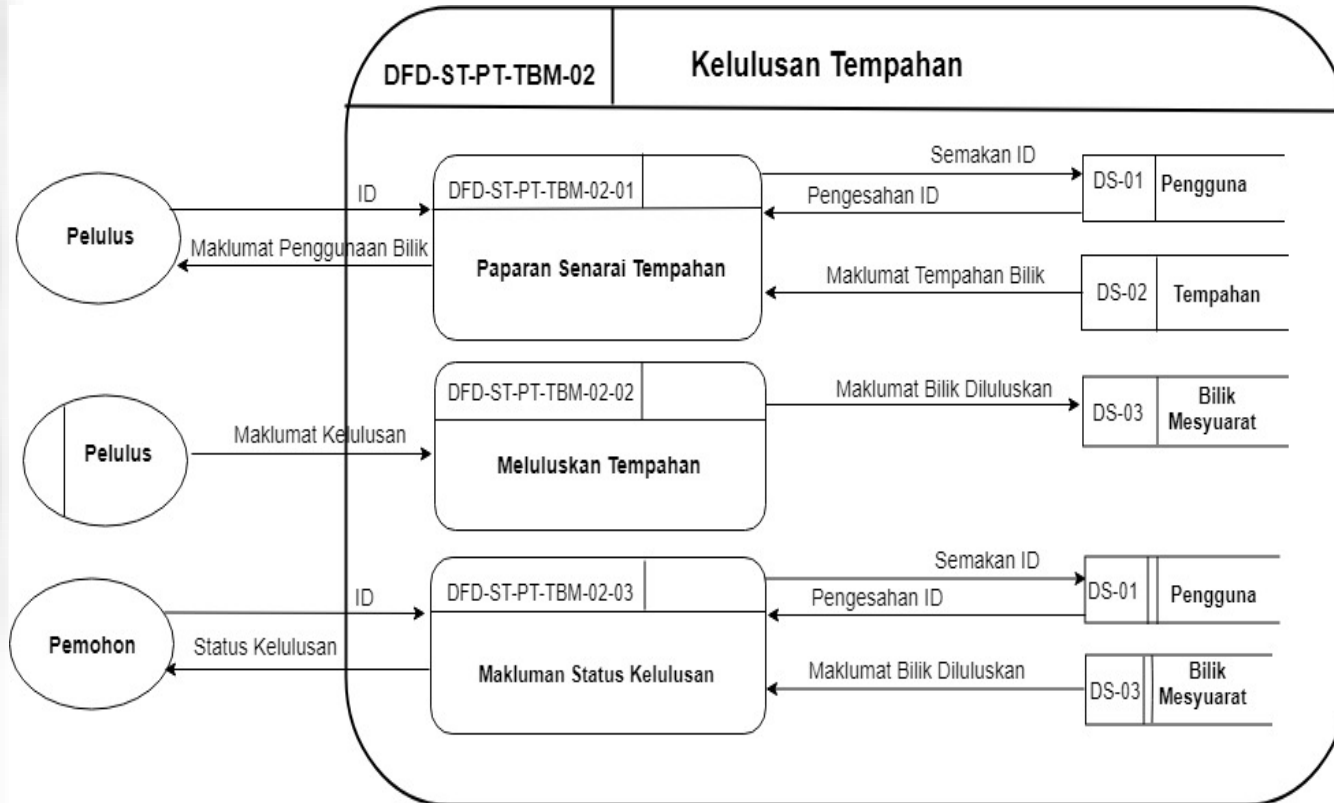 DFD-ST-PT-TBM-02
Kelulusan Tempahan
Pelulus
ID
Maklumat Penggunaan Bilik
DFD-ST-PT-TBM-02-01
Paparan Senarai Tempahan
Semakan ID
Pengesahan ID
Maklumat Tempahan Bilik
DS-01
Pengguna
DS-02
Tempahan
Pelulus
Maklumat Kelulusan
DFD-ST-PT-TBM-02-02
Meluluskan Tempahan
Maklumat Bilik Diluluskan
DS-03
Bilik
Mesyuarat
Pemohon
ID
Status Kelulusan
DFD-ST-PT-TBM-02-03
Makluman Status Kelulusan
Semakan ID
Pengesahan ID
Maklumat Bilik Diluluskan
DS-01
Pengguna
DS-03
Bilik
Mesyuarat